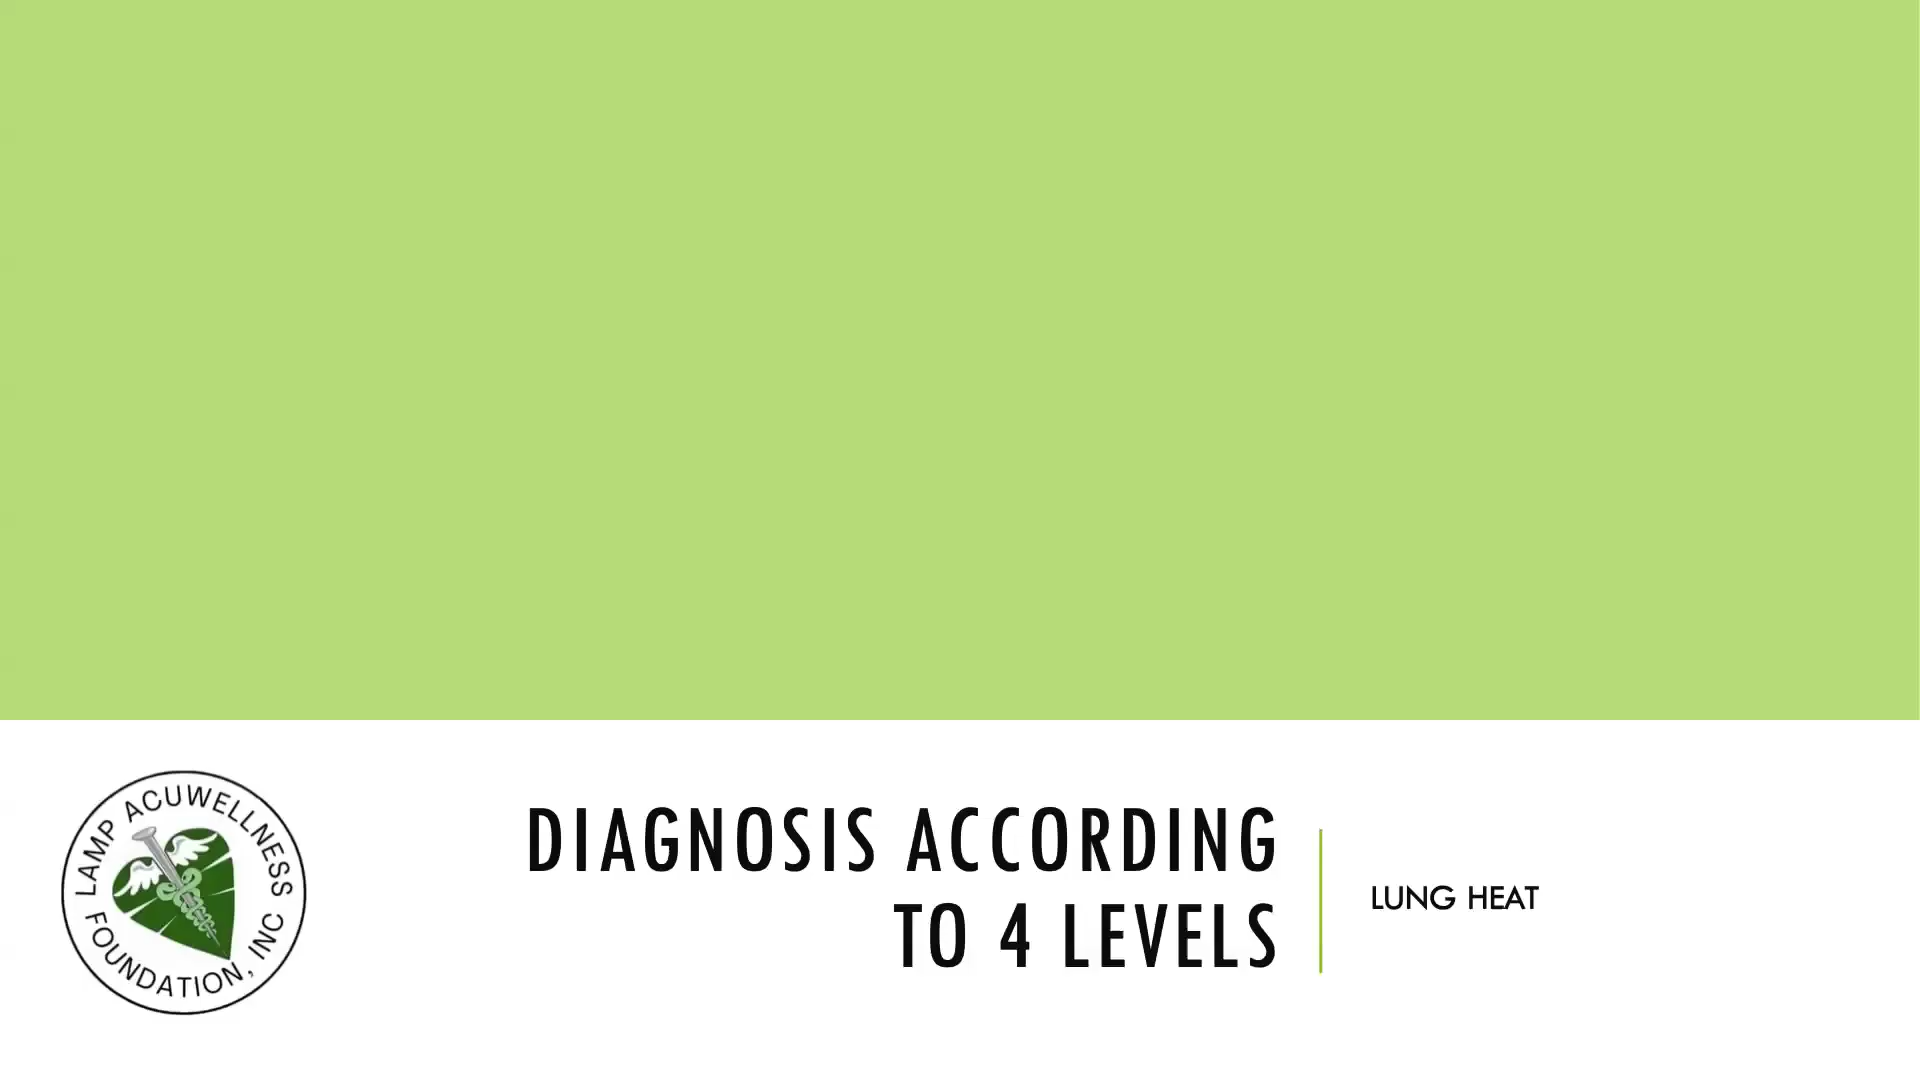 LAMP ACUWELLNESS
FOUNDATION, INC
DIAGNOSIS ACCORDING
TO 4 LEVELS
LUNG HEAT